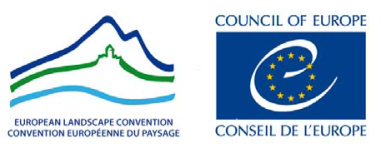 EUROPEAN LANDSCAPE CONVENTION
CONVENTION EUROPÉENNE DU PAYSAGE
COUNCIL OF EUROPE
CONSEIL DE L'EUROPE